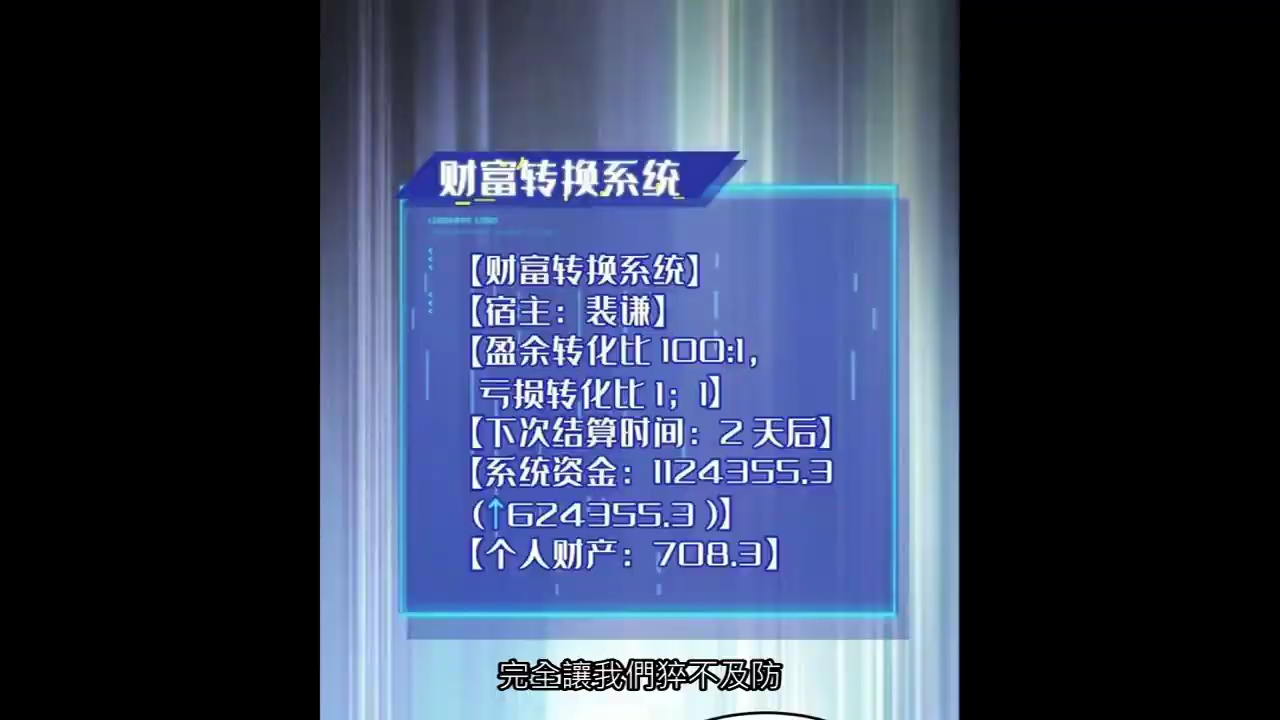 财富转换系统
【财富转换系统】
【宿主：裴谦】
【盈余转化比 100:1，
亏损转化比 1；1】
【下次结算时间：2 天后】
【系统资金：1124355.3
（↑624355.3 )】
【个人财产：708.3】
完全讓我們猝不及防